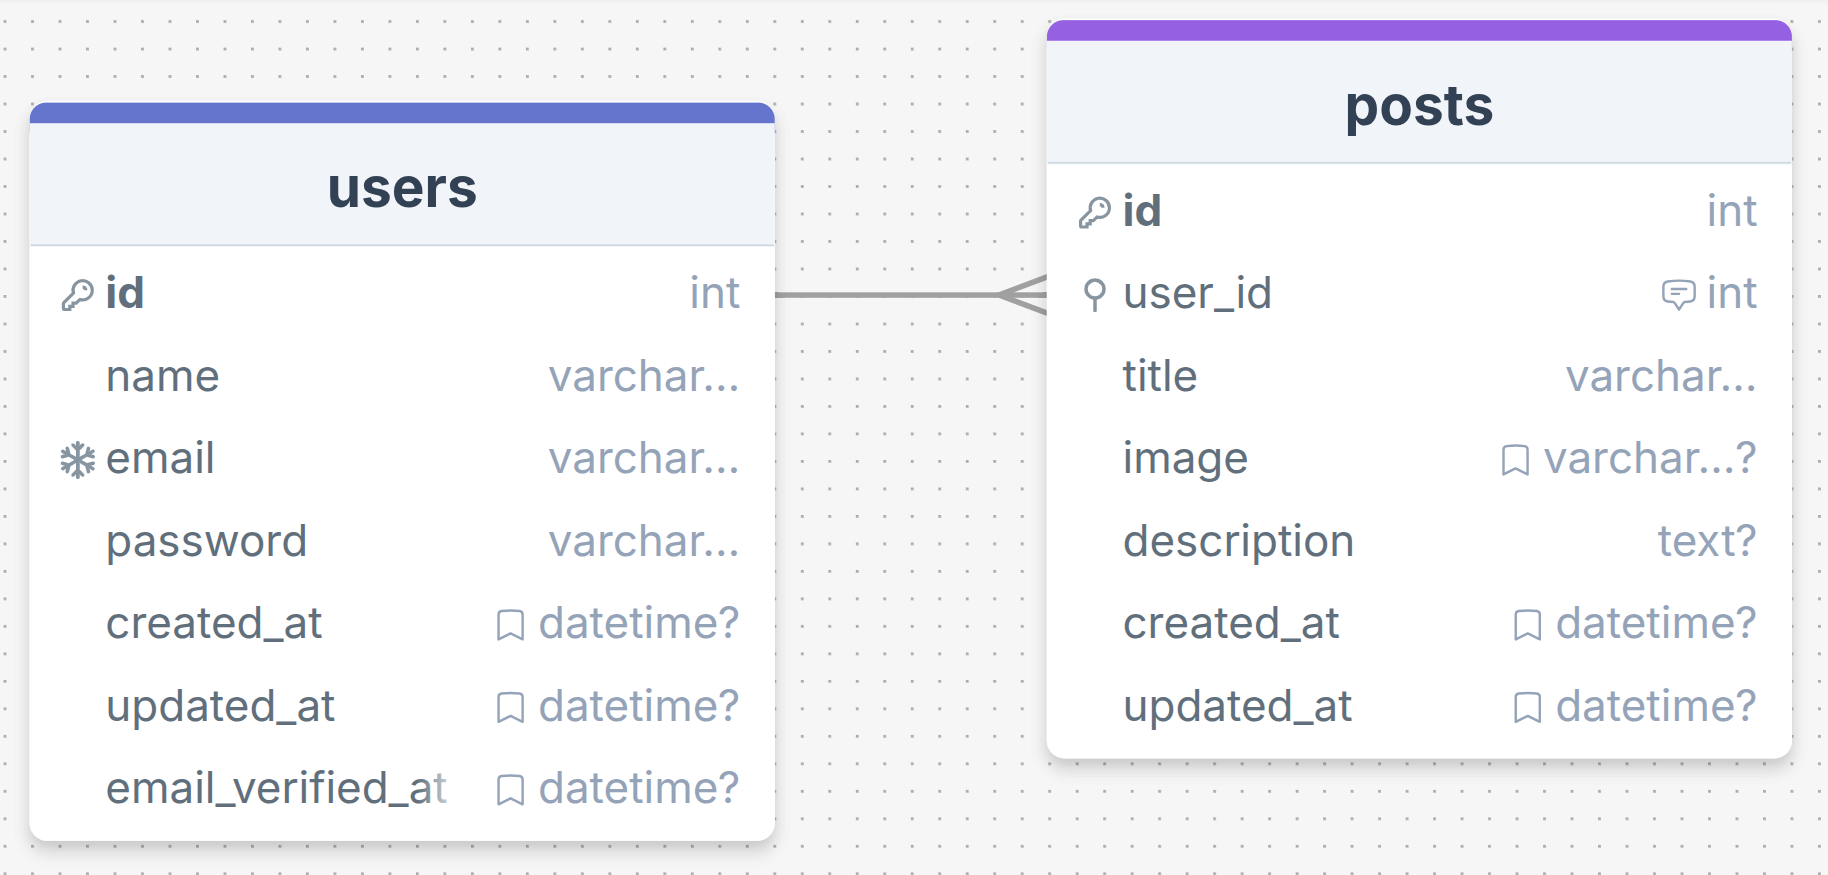 users
id int
name varchar...
email varchar...
password varchar...
created_at datetime?
updated_at datetime?
email_verified_at datetime?
posts
id int
user_id int
title varchar...
image varchar...?
description text?
created_at datetime?
updated_at datetime?